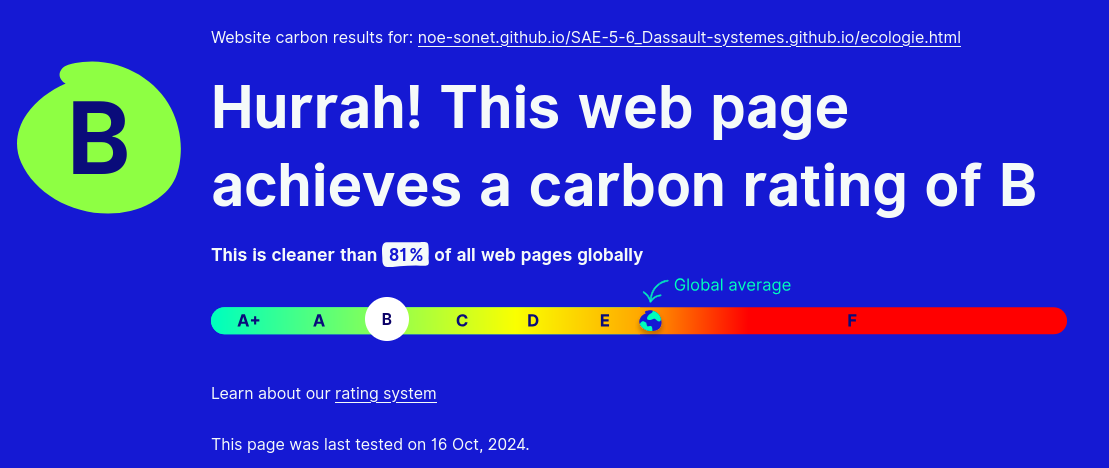 Website carbon results for: noe-sonet.github.io/SAE-5-6_Dassault-systemes.github.io/ecologie.html
B
Hurrah! This web page
achieves a carbon rating of B
This is cleaner than 81% of all web pages globally
Global average
A+ A B C D E F
Learn about our rating system
This page was last tested on 16 Oct, 2024.